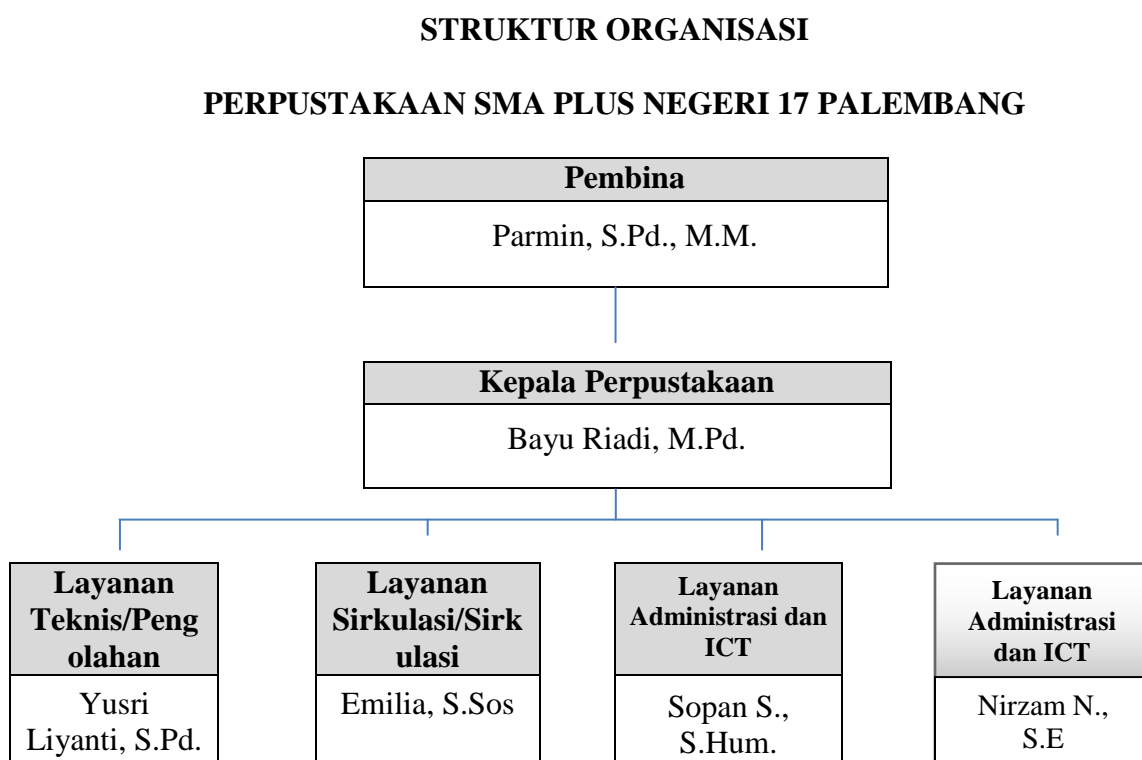 STRUKTUR ORGANISASI
PERPUSTAKAAN SMA PLUS NEGERI 17 PALEMBANG
Pembina
Parmin, S.Pd., M.M.
Kepala Perpustakaan
Bayu Riadi, M.Pd.
Layanan
Teknis/Peng
olahan
Yusri
Liyanti, S.Pd.
Layanan
Sirkulasi/Sirk
ulasi
Emilia, S.Sos
Layanan
Administrasi dan
ICT
Sopan S.,
S.Hum.
Layanan
Administrasi
dan ICT
Nirzam N.,
S.E